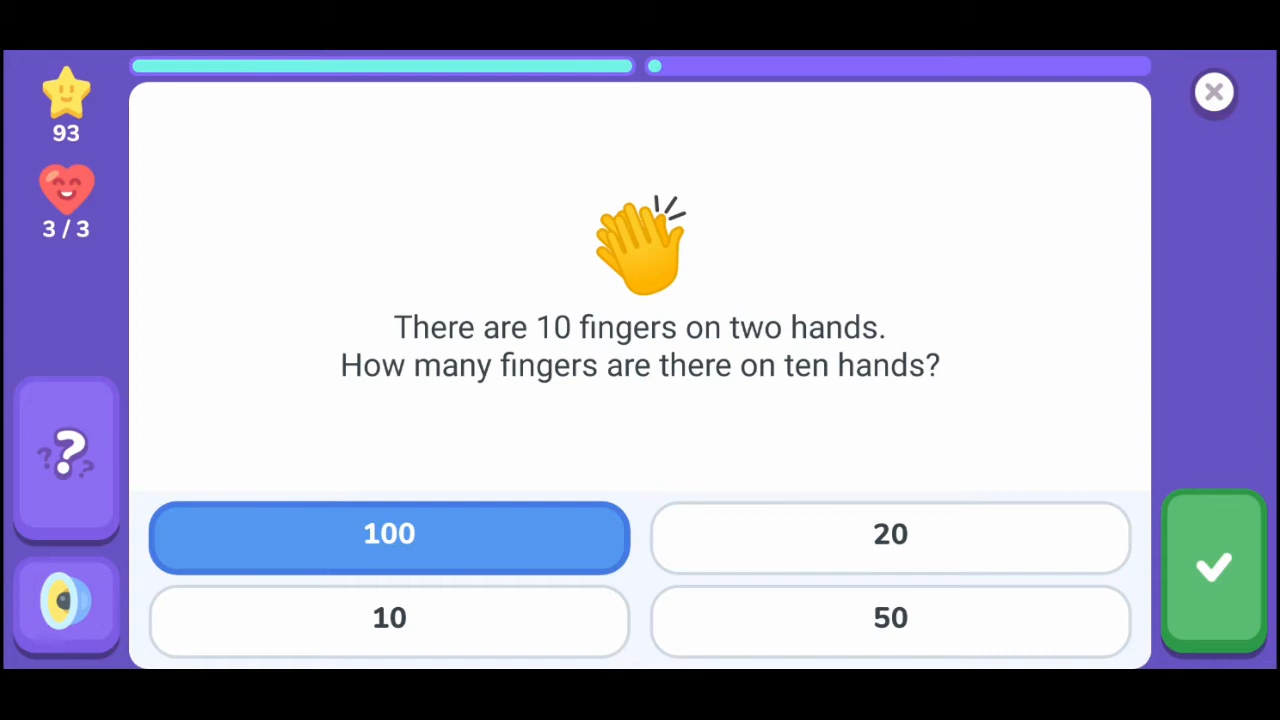 93
3 / 3
There are 10 fingers on two hands.
How many fingers are there on ten hands?
? ? ?
100
20
10
50